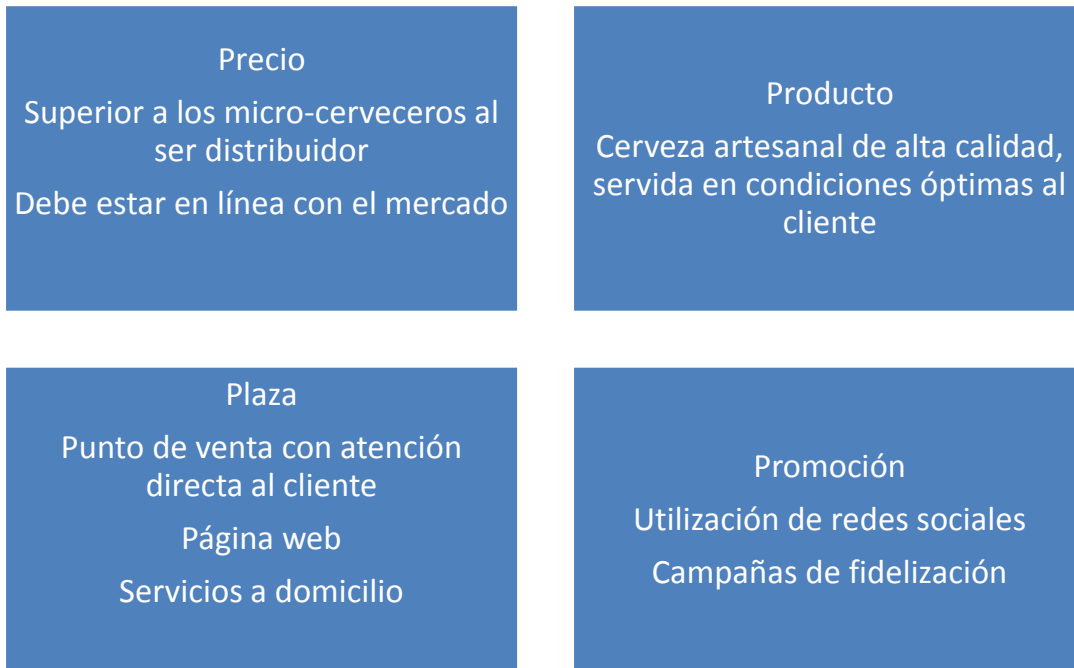 Precio
Superior a los micro-cerveceros al
ser distribuidor
Debe estar en línea con el mercado
Producto
Cerveza artesanal de alta calidad,
servida en condiciones óptimas al
cliente
Plaza
Punto de venta con atención
directa al cliente
Página web
Servicios a domicilio
Promoción
Utilización de redes sociales
Campañas de fidelización